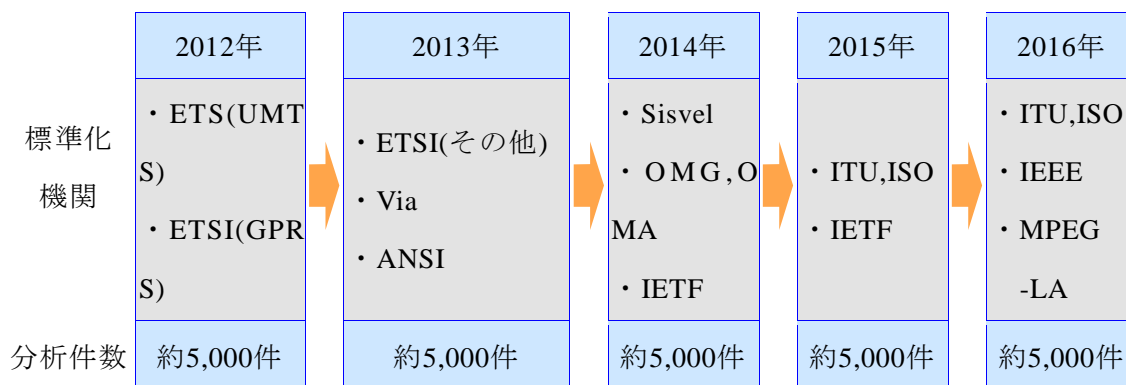 2012年
2013年
2014年
2015年
2016年
標準化
機関
・ETS(UMT
S)
・ETSI(GPR
S)
・ETSI(その他)
・Via
・ANSI
・Sisvel
・OMG,O
MA
・IETF
・ITU,ISO
・IETF
・ITU,ISO
・IEEE
・MPEG
-LA
分析件数
約5,000件
約5,000件
約5,000件
約5,000件
約5,000件